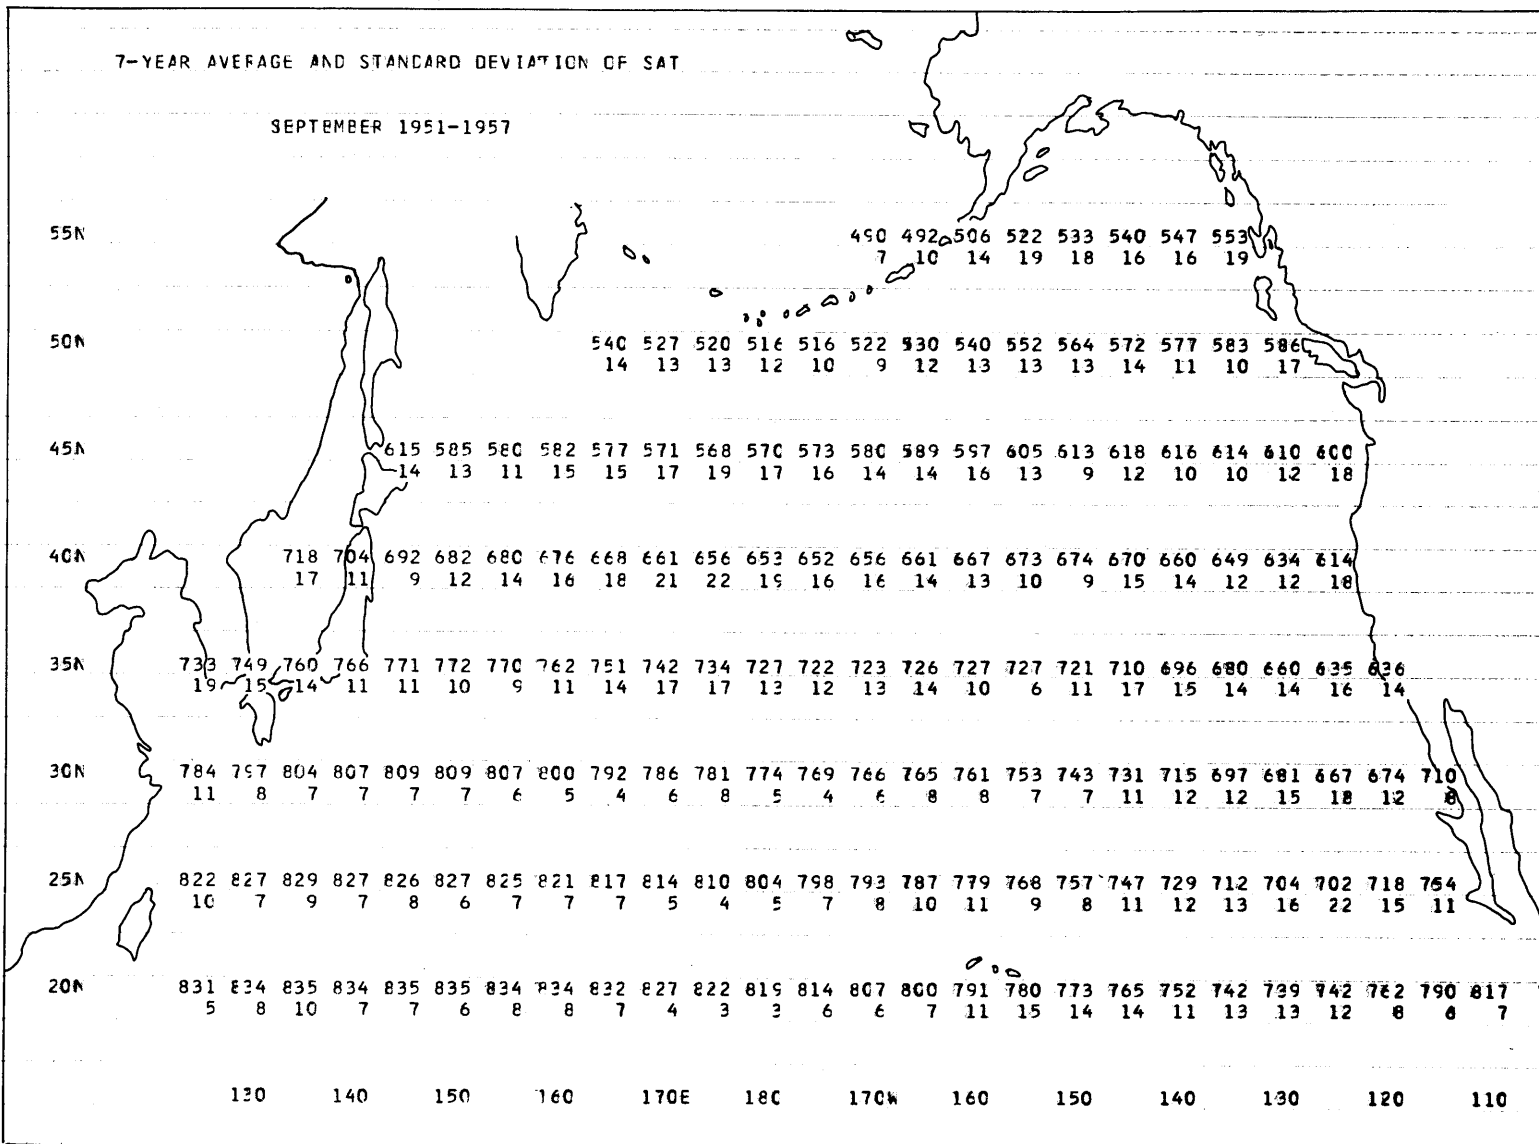 7-YEAR AVERAGE AND STANDARD DEVIATION OF SAT
SEPTEMBER 1951-1957
55N 490 492 506 522 533 540 547 553
7 10 14 19 18 16 16 19
50N 540 527 520 516 516 522 530 540 552 564 572 577 583 586
14 13 13 12 10 9 12 13 13 13 14 11 10 17
45N 615 585 580 582 577 571 568 570 573 580 589 597 605 613 618 616 614 610 600
14 13 11 15 15 17 19 17 16 14 14 16 13 9 12 10 10 12 18
40N 718 704 692 682 680 676 668 661 656 653 652 656 661 667 673 674 670 660 649 634 614
17 11 9 12 14 16 18 21 22 19 16 16 14 13 10 9 15 14 12 12 18
35N 733 749 760 766 771 772 770 762 751 742 734 727 722 723 726 727 727 721 710 696 680 660 635 636
19 15 14 11 11 10 9 11 14 17 17 13 12 13 14 10 6 11 17 15 14 14 16 14
30N 784 797 804 807 809 809 807 800 792 786 781 774 769 766 765 761 753 743 731 715 697 681 667 674 710
11 8 7 7 7 7 6 5 4 6 8 5 4 6 8 8 7 7 11 12 12 15 18 12 8
25N 822 827 829 827 826 827 825 821 817 814 810 804 798 793 787 779 768 757 747 729 712 704 702 718 754
10 7 9 7 8 6 7 7 7 5 4 5 7 8 10 11 9 8 11 12 13 16 22 15 11
20N 831 834 835 834 835 835 834 834 832 827 822 819 814 807 800 791 780 773 765 752 742 739 742 762 790 817
5 8 10 7 7 6 8 8 7 4 3 3 6 6 7 11 15 14 14 11 13 13 12 8 6 7
130 140 150 160 170E 180 170W 160 150 140 130 120 110